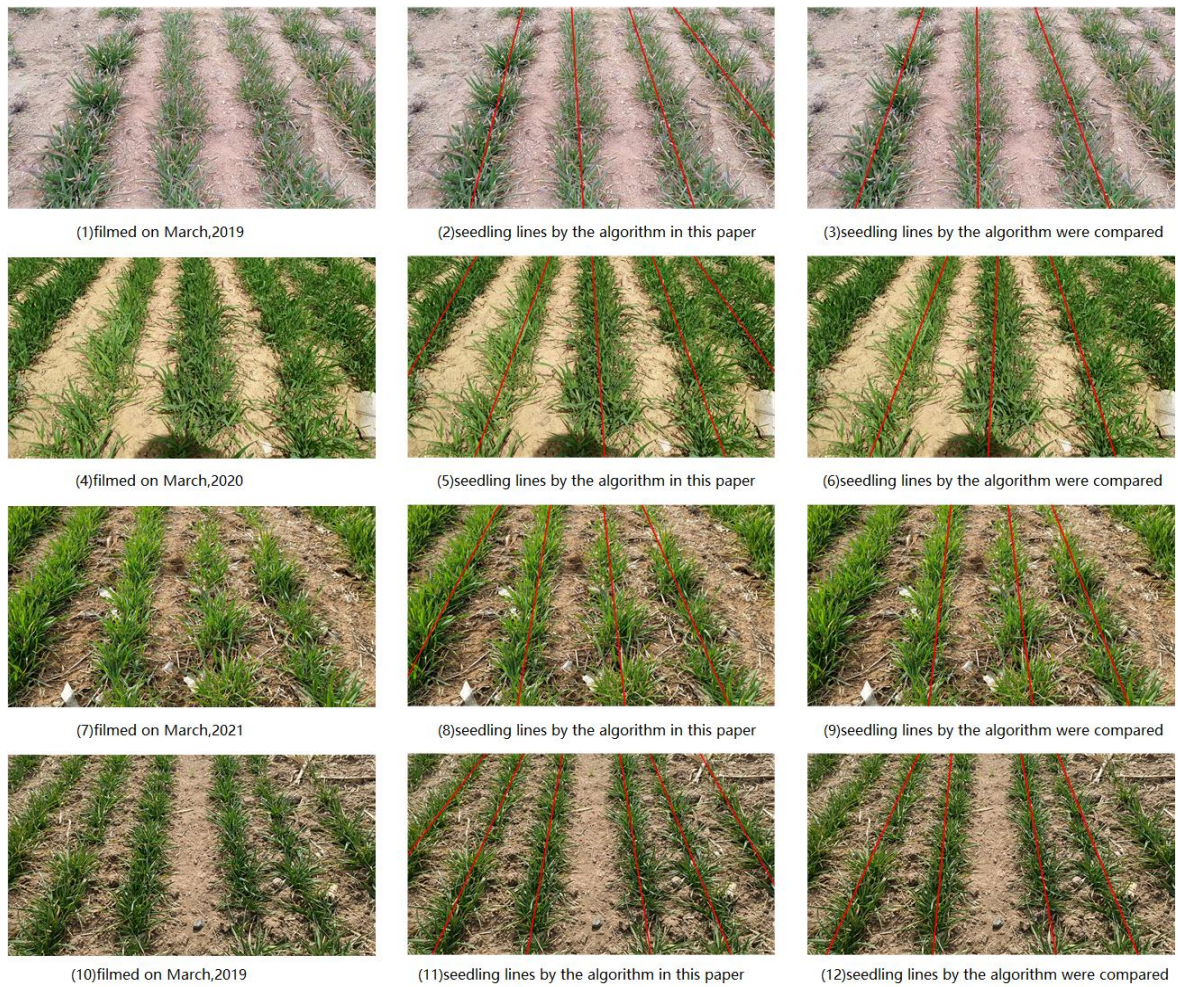 (1)filmed on March,2019
(2)seedling lines by the algorithm in this paper
(3)seedling lines by the algorithm were compared
(4)filmed on March,2020
(5)seedling lines by the algorithm in this paper
(6)seedling lines by the algorithm were compared
(7)filmed on March,2021
(8)seedling lines by the algorithm in this paper
(9)seedling lines by the algorithm were compared
(10)filmed on March,2019
(11)seedling lines by the algorithm in this paper
(12)seedling lines by the algorithm were compared